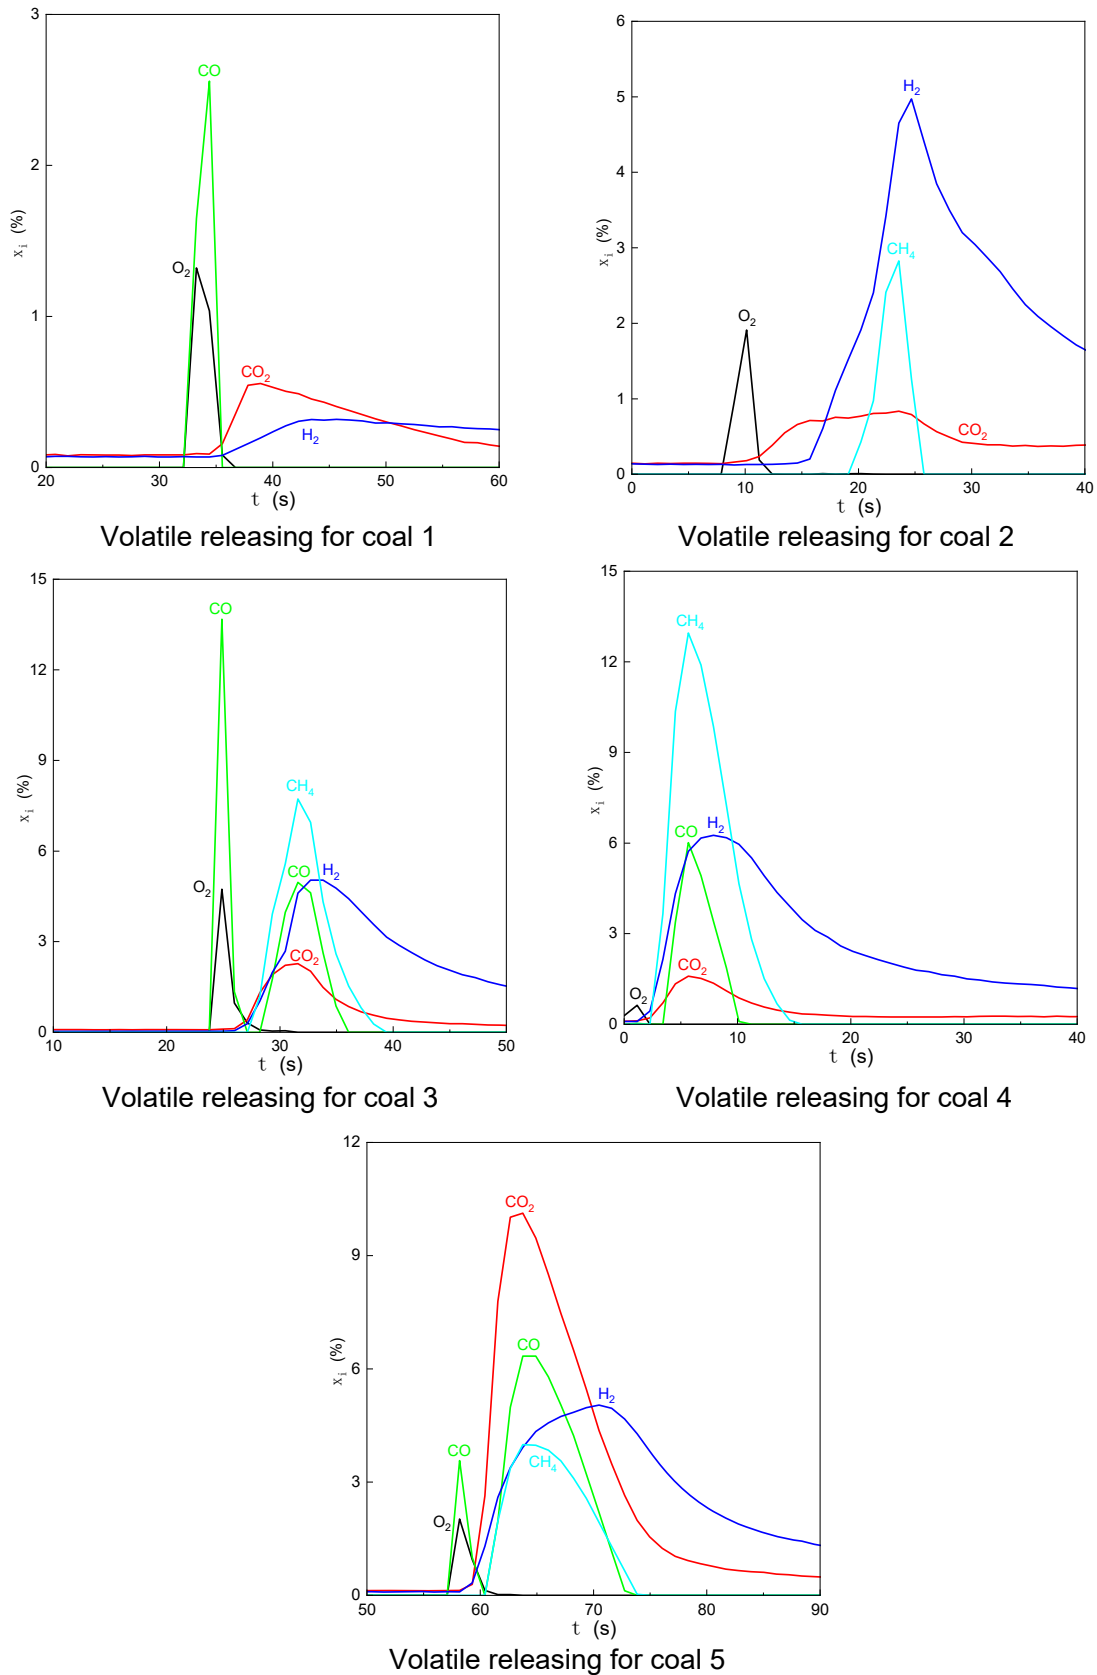 3
CO
2
x_i (%)
O₂
1
CO₂
H₂
0
20 30 40 50 60
t (s)
Volatile releasing for coal 1
6
H₂
5
4
x_i (%)
3
CH₄
O₂
2
1
CO₂
0
0 10 20 30 40
t (s)
Volatile releasing for coal 2
15
CO
12
9
x_i (%)
CH₄
6
CO
H₂
O₂
3
CO₂
0
10 20 30 40 50
t (s)
Volatile releasing for coal 3
15
CH₄
12
9
x_i (%)
6
CO
H₂
3
CO₂
O₂
0
0 10 20 30 40
t (s)
Volatile releasing for coal 4
12
CO₂
9
x_i (%)
CO
6
H₂
CO
CH₄
3
O₂
0
50 60 70 80 90
t (s)
Volatile releasing for coal 5